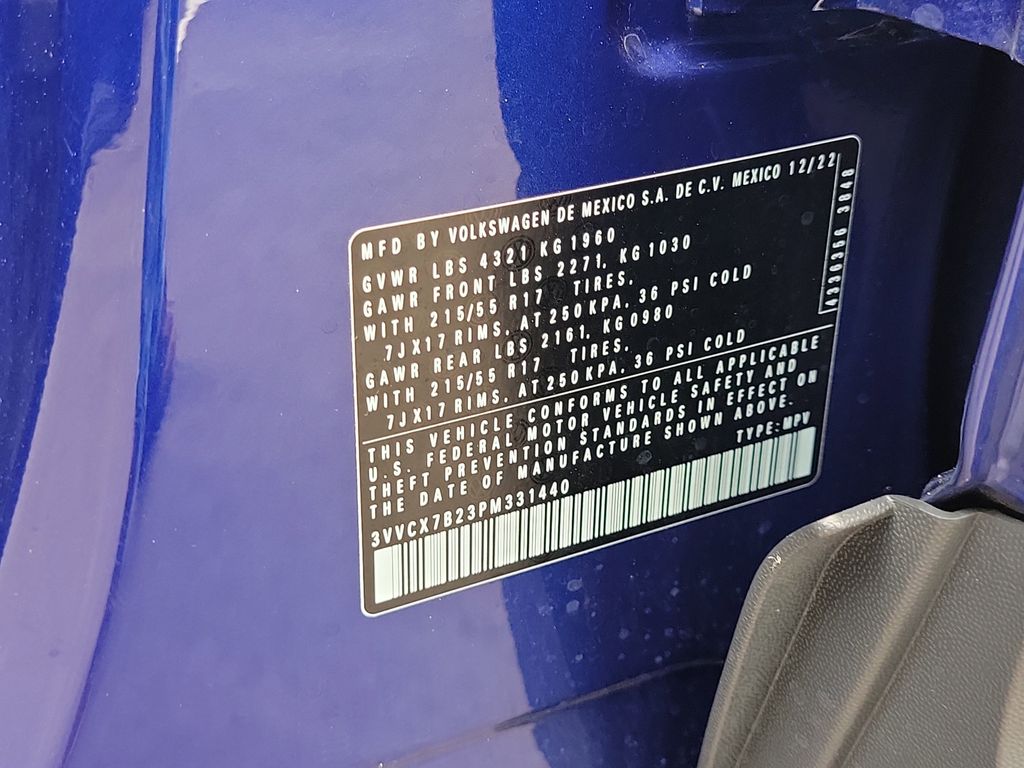 MFD BY VOLKSWAGEN DE MEXICO S.A. DE C.V. MEXICO 12/22
GVWR LBS 4321 KG 1960
GAWR FRONT LBS 2271, KG 1030
WITH 215/55 R17 TIRES,
7JX17 RIMS, AT 250 KPA, 36 PSI COLD
GAWR REAR LBS 2161, KG0980
WITH 215/55 R17 TIRES,
7JX17 RIMS, AT 250 KPA, 36 PSI COLD
THIS VEHICLE CONFORMS TO ALL APPLICABLE
U.S. FEDERAL MOTOR VEHICLE SAFETY AND
THEFT PREVENTION STANDARDS IN EFFECT ON
THE DATE OF MANUFACTURE SHOWN ABOVE.
TYPE: MPV
3VVCX7B23PM331440
3848